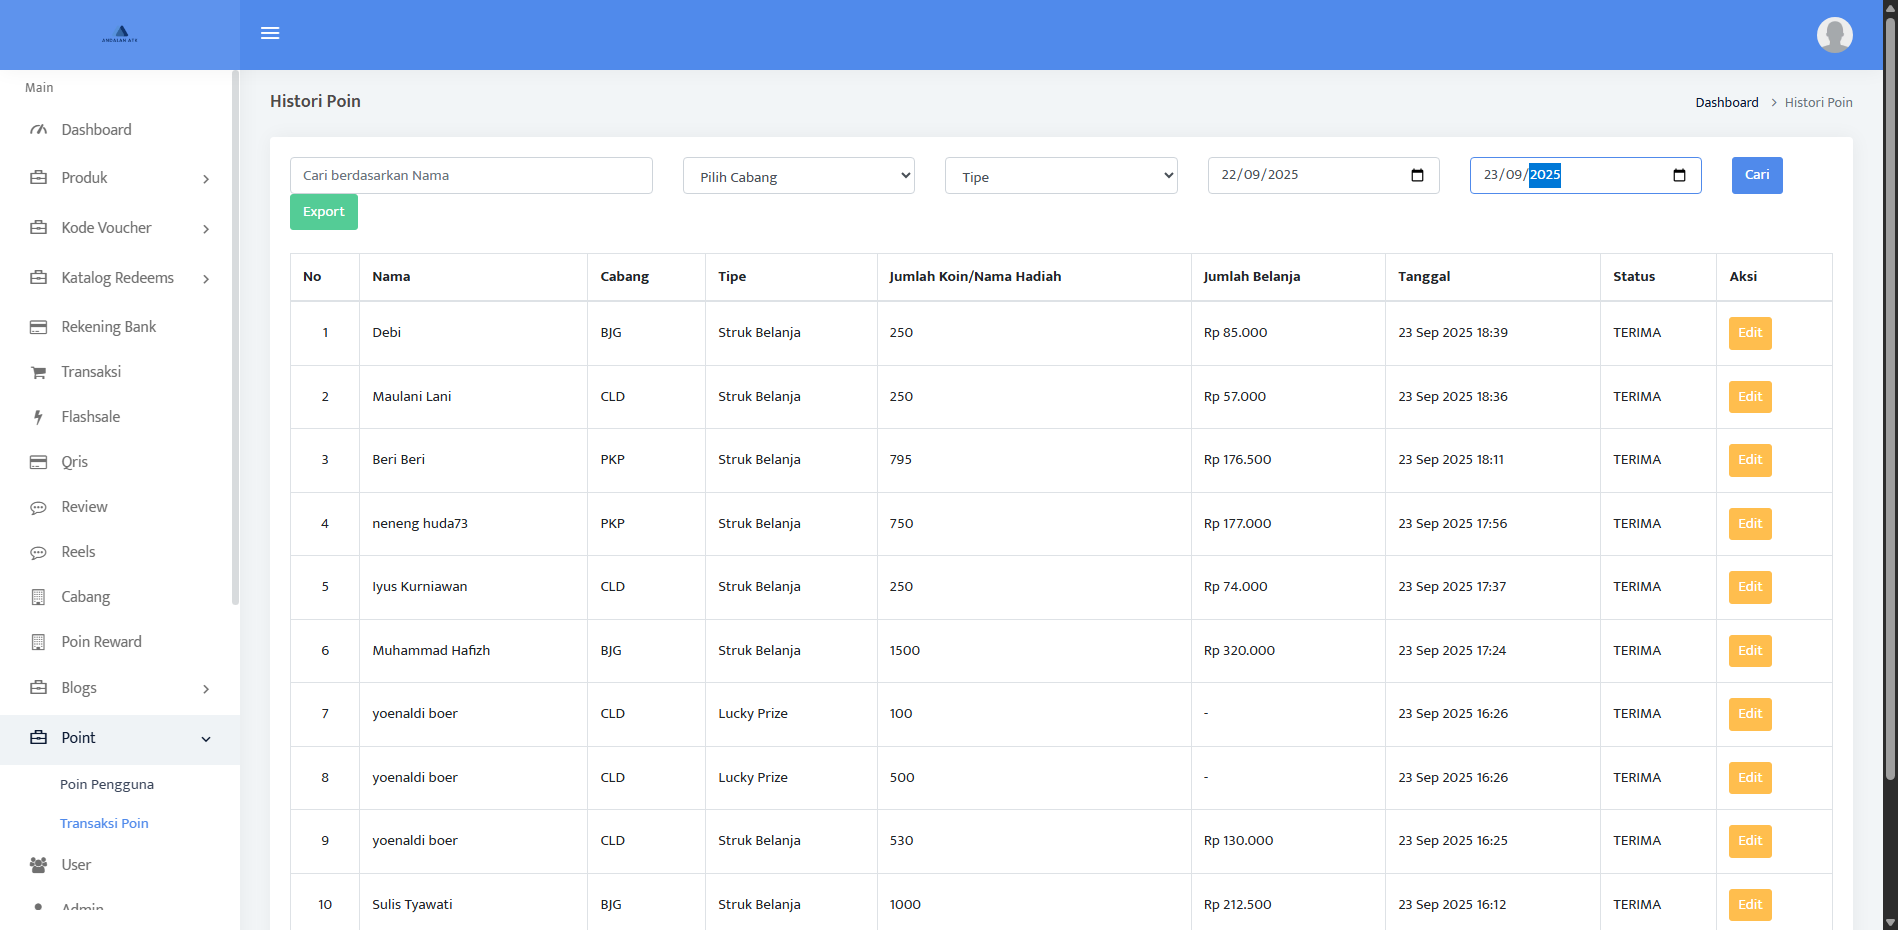 ANDALAN ATK
Main
Dashboard
Produk
Kode Voucher
Katalog Redeems
Rekening Bank
Transaksi
Flashsale
Qris
Review
Reels
Cabang
Poin Reward
Blogs
Point
Poin Pengguna
Transaksi Poin
User
Admin
Histori Poin
Dashboard > Histori Poin
Cari berdasarkan Nama Pilih Cabang Tipe 22/09/2025 23/09/2025 Cari
Export
No Nama Cabang Tipe Jumlah Koin/Nama Hadiah Jumlah Belanja Tanggal Status Aksi
1 Debi BJG Struk Belanja 250 Rp 85.000 23 Sep 2025 18:39 TERIMA Edit
2 Maulani Lani CLD Struk Belanja 250 Rp 57.000 23 Sep 2025 18:36 TERIMA Edit
3 Beri Beri PKP Struk Belanja 795 Rp 176.500 23 Sep 2025 18:11 TERIMA Edit
4 neneng huda73 PKP Struk Belanja 750 Rp 177.000 23 Sep 2025 17:56 TERIMA Edit
5 Iyus Kurniawan CLD Struk Belanja 250 Rp 74.000 23 Sep 2025 17:37 TERIMA Edit
6 Muhammad Hafizh BJG Struk Belanja 1500 Rp 320.000 23 Sep 2025 17:24 TERIMA Edit
7 yoenaldi boer CLD Lucky Prize 100 - 23 Sep 2025 16:26 TERIMA Edit
8 yoenaldi boer CLD Lucky Prize 500 - 23 Sep 2025 16:26 TERIMA Edit
9 yoenaldi boer CLD Struk Belanja 530 Rp 130.000 23 Sep 2025 16:25 TERIMA Edit
10 Sulis Tyawati BJG Struk Belanja 1000 Rp 212.500 23 Sep 2025 16:12 TERIMA Edit